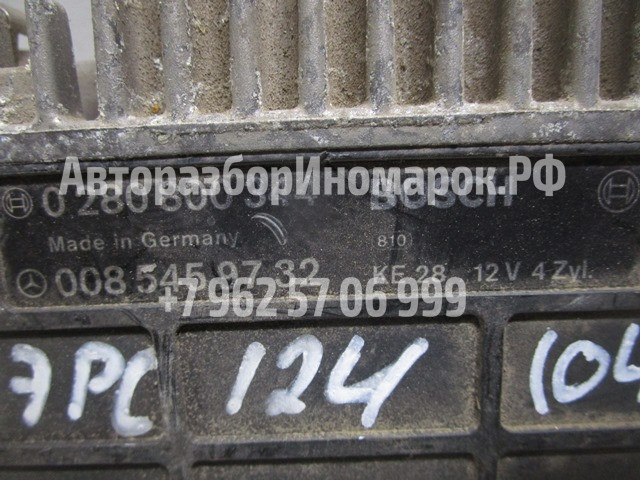 АвторазборИномарок.РФ
0 280 800 BOSCH
Made in Germany 810
008 545 97 32 KE 28 12 V 4 Zyl.
+7 962 57 06 999
ЭРС 124 104